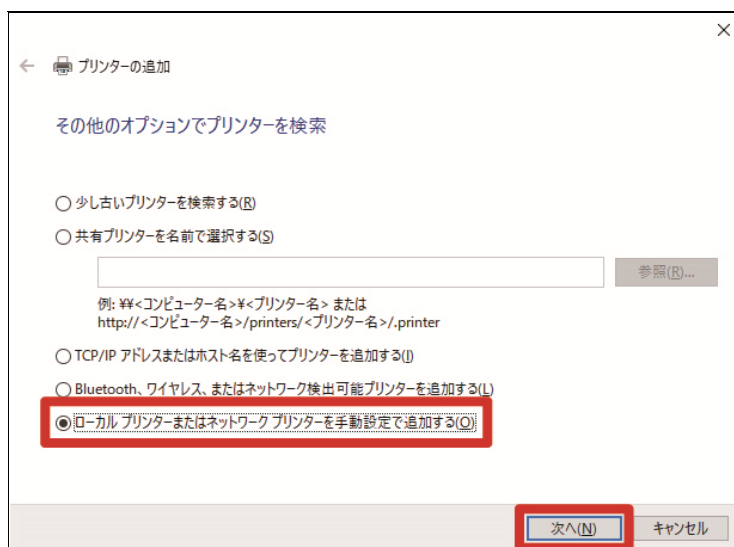 プリンターの追加
その他のオプションでプリンターを検索
少し古いプリンターを検索する(R)
共有プリンターを名前で選択する(S)
参照(R)...
例: ¥¥<コンピューター名>¥<プリンター名> または
http://<コンピューター名>/printers/<プリンター名>/.printer
TCP/IP アドレスまたはホスト名を使ってプリンターを追加する(I)
Bluetooth、ワイヤレス、またはネットワーク検出可能プリンターを追加する(L)
ローカル プリンターまたはネットワーク プリンターを手動設定で追加する(O)
次へ(N) キャンセル